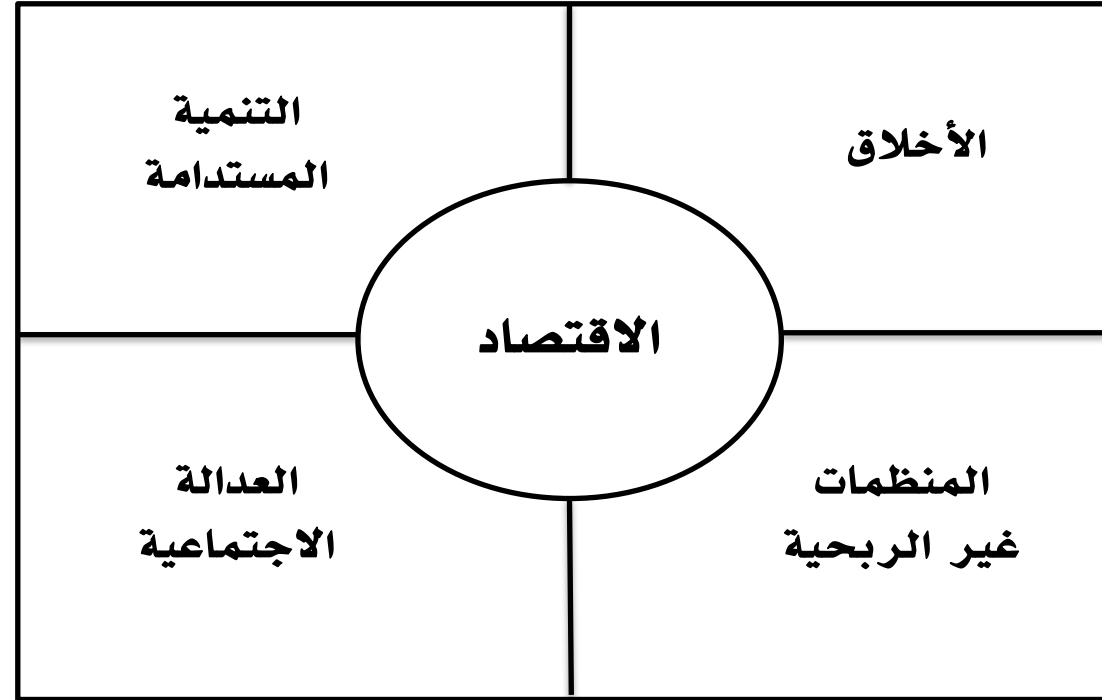 الأخلاق
التنمية
المستدامة
الاقتصاد
المنظمات
غير الربحية
العدالة
الاجتماعية